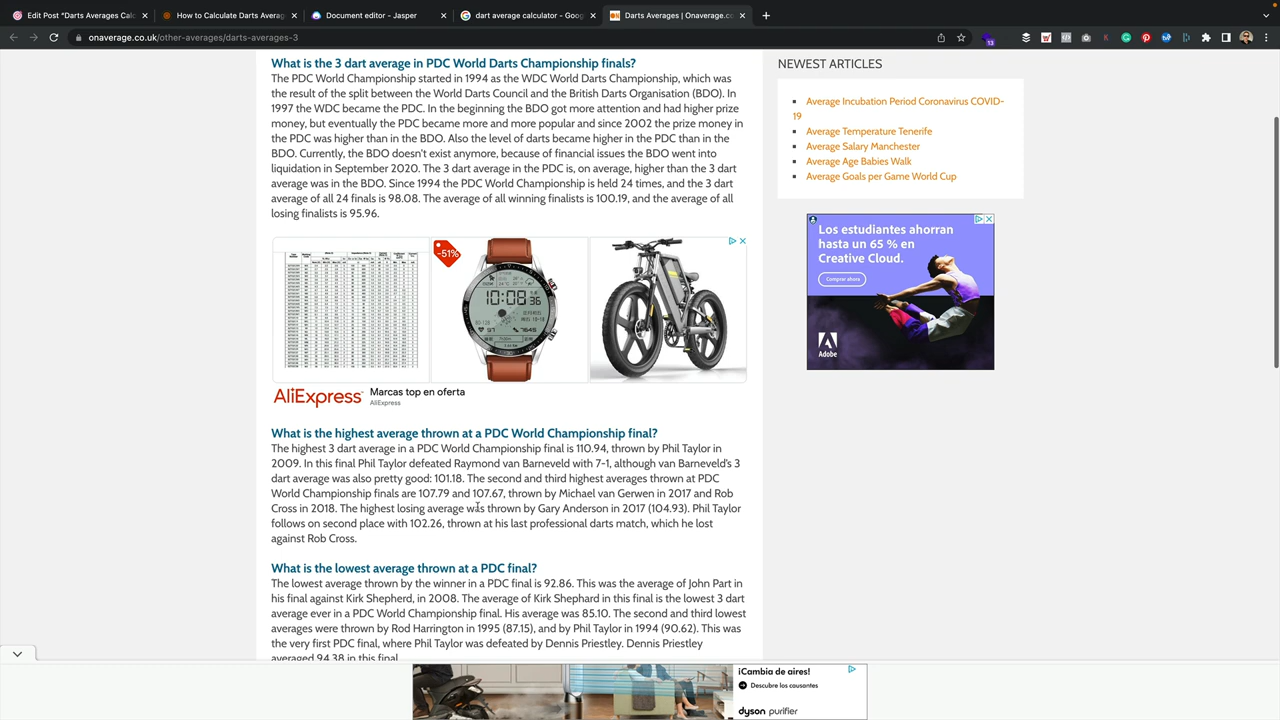 Edit Post "Darts Averages Calc
How to Calculate Darts Averag
Document editor - Jasper
dart average calculator - Goog
Darts Averages | Onaverage.co
onaverage.co.uk/other-averages/darts-averages-3
13
What is the 3 dart average in PDC World Darts Championship finals?
The PDC World Championship started in 1994 as the WDC World Darts Championship, which was
the result of the split between the World Darts Council and the British Darts Organisation (BDO). In
1997 the WDC became the PDC. In the beginning the BDO got more attention and had higher prize
money, but eventually the PDC became more and more popular and since 2002 the prize money in
the PDC was higher than in the BDO. Also the level of darts became higher in the PDC than in the
BDO. Currently, the BDO doesn't exist anymore, because of financial issues the BDO went into
liquidation in September 2020. The 3 dart average in the PDC is, on average, higher than the 3 dart
average was in the BDO. Since 1994 the PDC World Championship is held 24 times, and the 3 dart
average of all 24 finals is 98.08. The average of all winning finalists is 100.19, and the average of all
losing finalists is 95.96.
-51%
10:08 36
AliExpress
Marcas top en oferta
AliExpress
What is the highest average thrown at a PDC World Championship final?
The highest 3 dart average in a PDC World Championship final is 110.94, thrown by Phil Taylor in
2009. In this final Phil Taylor defeated Raymond van Barneveld with 7-1, although van Barneveld's 3
dart average was also pretty good: 101.18. The second and third highest averages thrown at PDC
World Championship finals are 107.79 and 107.67, thrown by Michael van Gerwen in 2017 and Rob
Cross in 2018. The highest losing average was thrown by Gary Anderson in 2017 (104.93). Phil Taylor
follows on second place with 102.26, thrown at his last professional darts match, which he lost
against Rob Cross.
What is the lowest average thrown at a PDC final?
The lowest average thrown by the winner in a PDC final is 92.86. This was the average of John Part in
his final against Kirk Shepherd, in 2008. The average of Kirk Shephard in this final is the lowest 3 dart
average ever in a PDC World Championship final. His average was 85.10. The second and third lowest
averages were thrown by Rod Harrington in 1995 (87.15), and by Phil Taylor in 1994 (90.62). This was
the very first PDC final, where Phil Taylor was defeated by Dennis Priestley. Dennis Priestley
averaged 94.38 in this final.
NEWEST ARTICLES
Average Incubation Period Coronavirus COVID-
19
Average Temperature Tenerife
Average Salary Manchester
Average Age Babies Walk
Average Goals per Game World Cup
Los estudiantes ahorran
hasta un 65 % en
Creative Cloud.
Comprar ahora
Adobe
¡Cambia de aires!
Descubre los causantes
dyson purifier